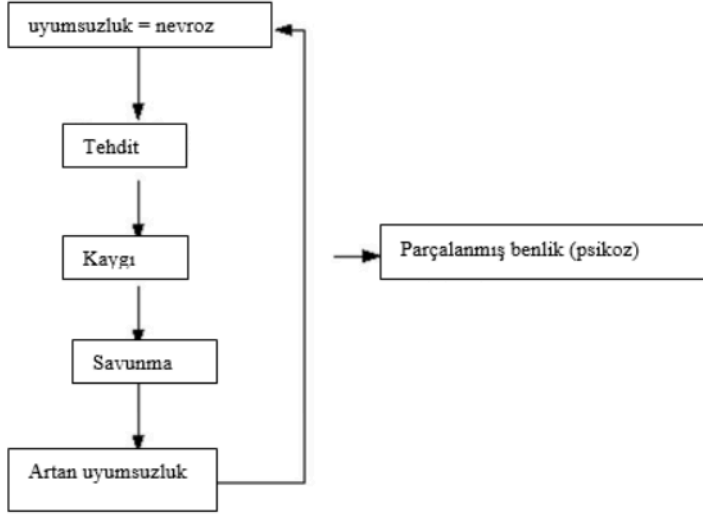 uyumsuzluk = nevroz
Tehdit
Kaygı
Parçalanmış benlik (psikoz)
Savunma
Artan uyumsuzluk